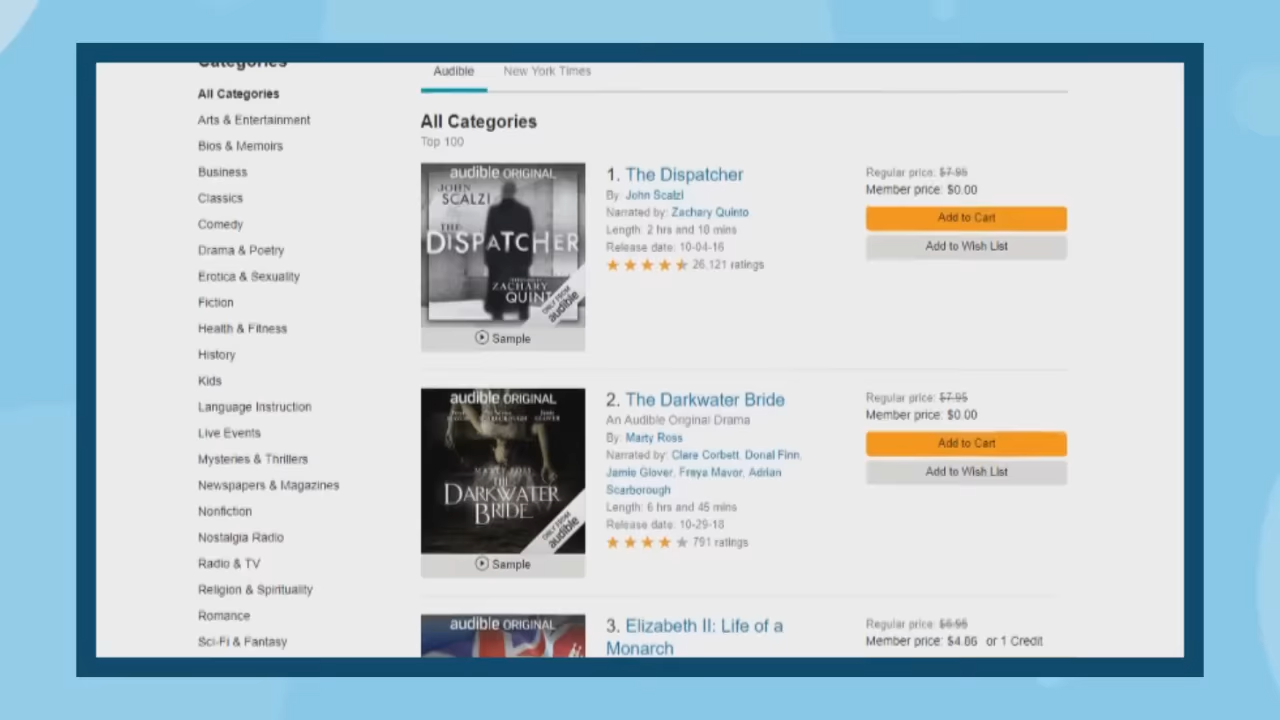 Categories
All Categories
Arts & Entertainment
Bios & Memoirs
Business
Classics
Comedy
Drama & Poetry
Erotica & Sexuality
Fiction
Health & Fitness
History
Kids
Language Instruction
Live Events
Mysteries & Thrillers
Newspapers & Magazines
Nonfiction
Nostalgia Radio
Radio & TV
Religion & Spirituality
Romance
Sci-Fi & Fantasy
Audible New York Times
All Categories
Top 100
audible ORIGINAL
JOHN
SCALZI
THE
DISPATCHER
ZACHARY
QUINT
ONLY FROM
audible
Sample
1. The Dispatcher
By: John Scalzi
Narrated by: Zachary Quinto
Length: 2 hrs and 18 mins
Release date: 10-04-16
26,121 ratings
Regular price: $7.95
Member price: $0.00
Add to Cart
Add to Wish List
audible ORIGINAL
THE
DARKWATER
BRIDE
ONLY FROM
audible
Sample
2. The Darkwater Bride
An Audible Original Drama
By: Marty Ross
Narrated by: Clare Corbett, Donal Finn,
Jamie Glover, Freya Mavor, Adrian
Scarborough
Length: 6 hrs and 45 mins
Release date: 10-29-18
791 ratings
Regular price: $7.95
Member price: $0.00
Add to Cart
Add to Wish List
audible ORIGINAL
3. Elizabeth II: Life of a
Monarch
Regular price: $6.95
Member price: $4.86 or 1 Credit